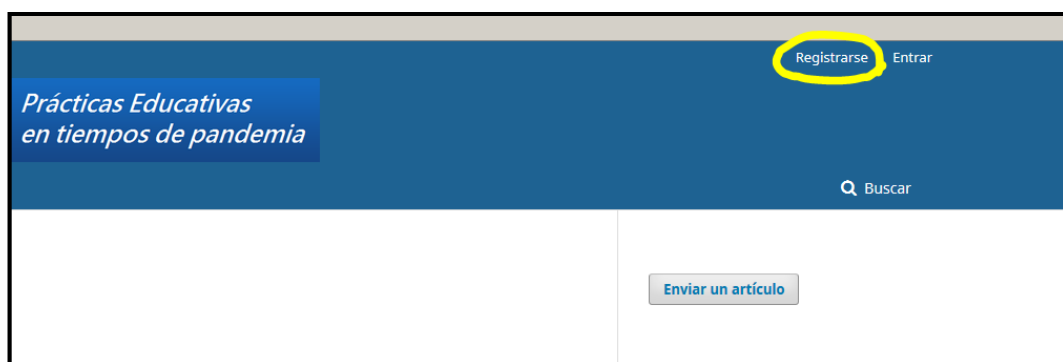 Registrarse Entrar
Prácticas Educativas
en tiempos de pandemia
Buscar
Enviar un artículo